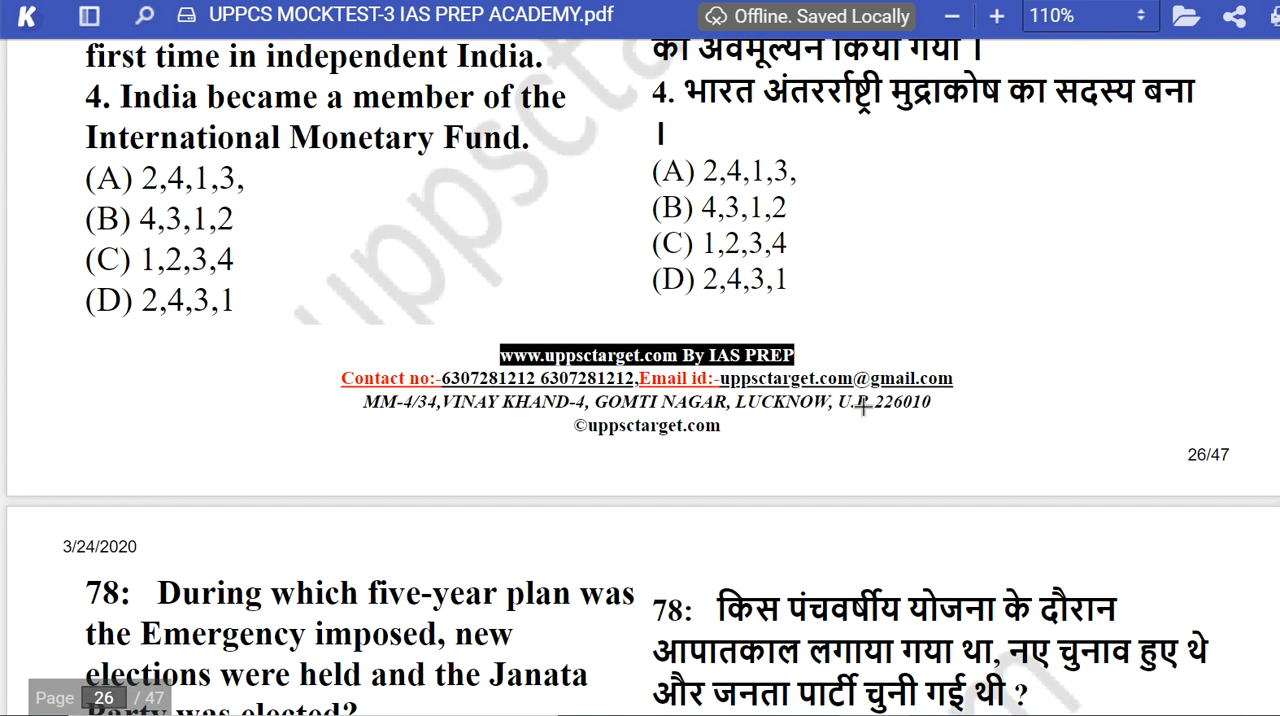 UPPCS MOCKTEST-3 IAS PREP ACADEMY.pdf
Offline. Saved Locally
110%
first time in independent India.
4. India became a member of the
International Monetary Fund.
(A) 2,4,1,3,
(B) 4,3,1,2
(C) 1,2,3,4
(D) 2,4,3,1
का अवमूल्यन किया गया ।
4. भारत अंतरर्राष्ट्री मुद्राकोष का सदस्य बना
।
(A) 2,4,1,3,
(B) 4,3,1,2
(C) 1,2,3,4
(D) 2,4,3,1
www.uppsctarget.com By IAS PREP
Contact no:-6307281212 6307281212,Email id:-uppsctarget.com@gmail.com
MM-4/34,VINAY KHAND-4, GOMTI NAGAR, LUCKNOW, U.P 226010
©uppsctarget.com
26/47
3/24/2020
78: During which five-year plan was
the Emergency imposed, new
elections were held and the Janata
Party was elected?
78: किस पंचवर्षीय योजना के दौरान
आपातकाल लगाया गया था, नए चुनाव हुए थे
और जनता पार्टी चुनी गई थी ?
Page 26 / 47